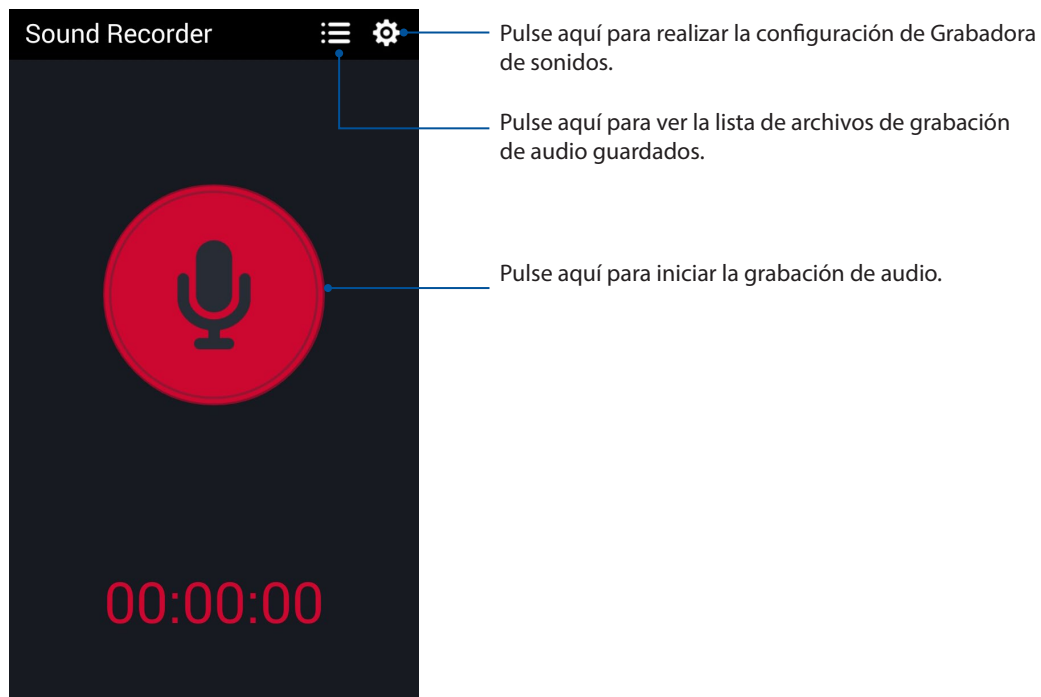 Sound Recorder
Pulse aquí para realizar la configuración de Grabadora
de sonidos.
Pulse aquí para ver la lista de archivos de grabación
de audio guardados.
Pulse aquí para iniciar la grabación de audio.
00:00:00